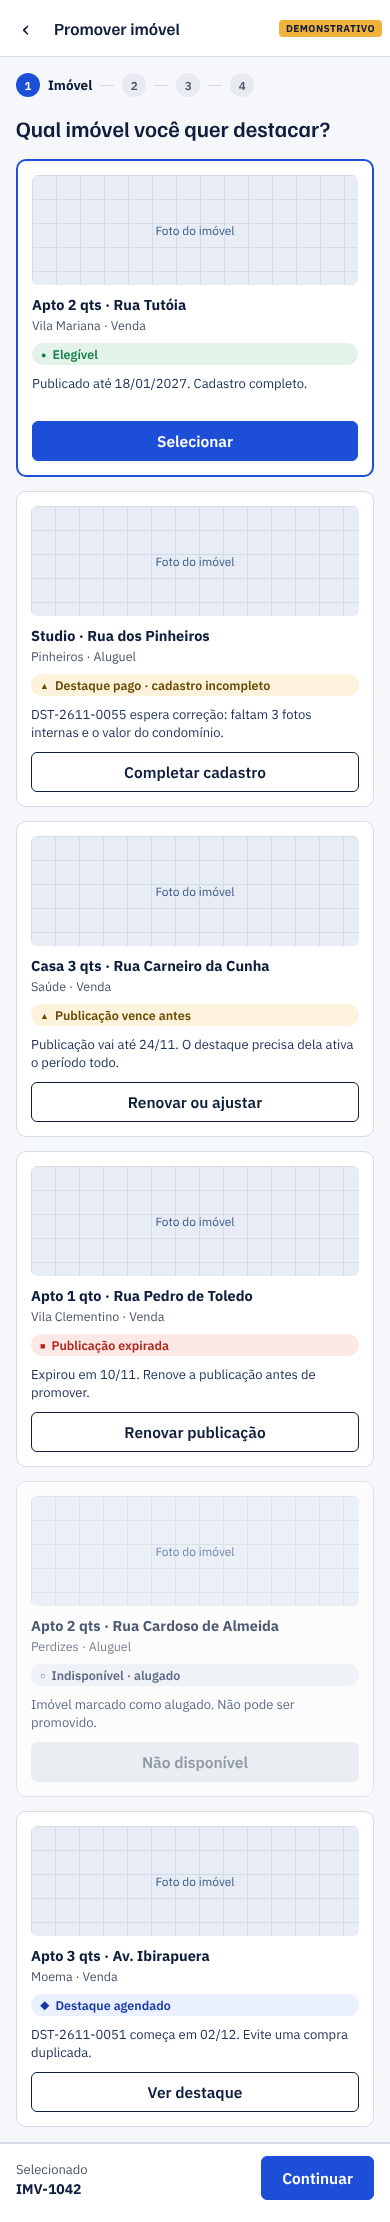 ‹ Promover imóvel DEMONSTRATIVO
1 Imóvel 2 3 4
Qual imóvel você quer destacar?
Foto do imóvel
Apto 2 qts · Rua Tutóia
Vila Mariana · Venda
● Elegível
Publicado até 18/01/2027. Cadastro completo.
Selecionar
Foto do imóvel
Studio · Rua dos Pinheiros
Pinheiros · Aluguel
▲ Destaque pago · cadastro incompleto
DST-2611-0055 espera correção: faltam 3 fotos
internas e o valor do condomínio.
Completar cadastro
Foto do imóvel
Casa 3 qts · Rua Carneiro da Cunha
Saúde · Venda
▲ Publicação vence antes
Publicação vai até 24/11. O destaque precisa dela ativa
o período todo.
Renovar ou ajustar
Foto do imóvel
Apto 1 qto · Rua Pedro de Toledo
Vila Clementino · Venda
■ Publicação expirada
Expirou em 10/11. Renove a publicação antes de
promover.
Renovar publicação
Foto do imóvel
Apto 2 qts · Rua Cardoso de Almeida
Perdizes · Aluguel
○ Indisponível · alugado
Imóvel marcado como alugado. Não pode ser
promovido.
Não disponível
Foto do imóvel
Apto 3 qts · Av. Ibirapuera
Moema · Venda
◆ Destaque agendado
DST-2611-0051 começa em 02/12. Evite uma compra
duplicada.
Ver destaque
Selecionado
IMV-1042
Continuar